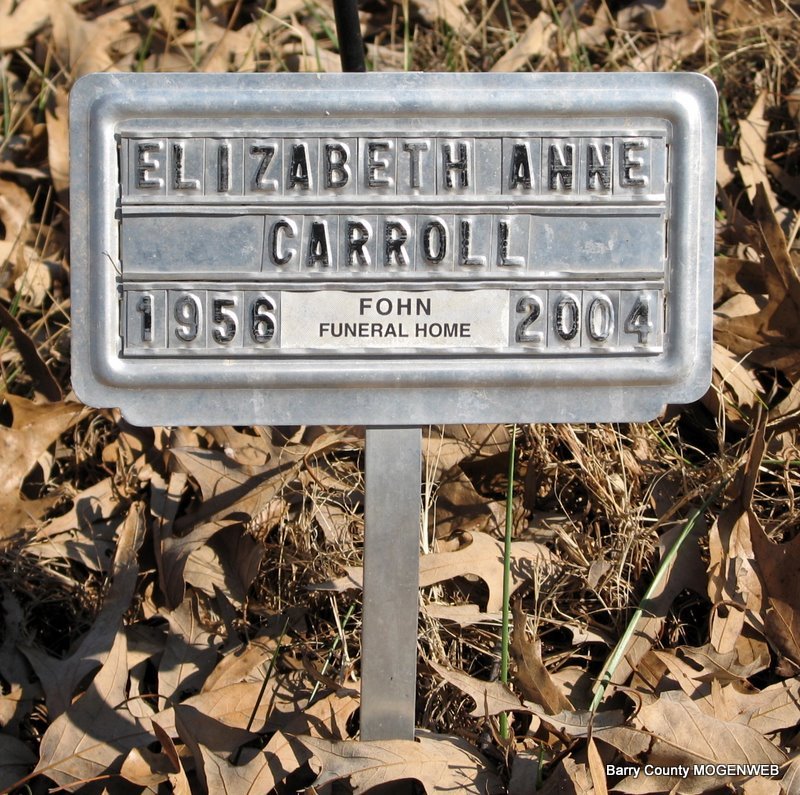 ELIZABETH ANNE
CARROLL
1956 FOHN FUNERAL HOME 2004
Barry County MOGENWEB